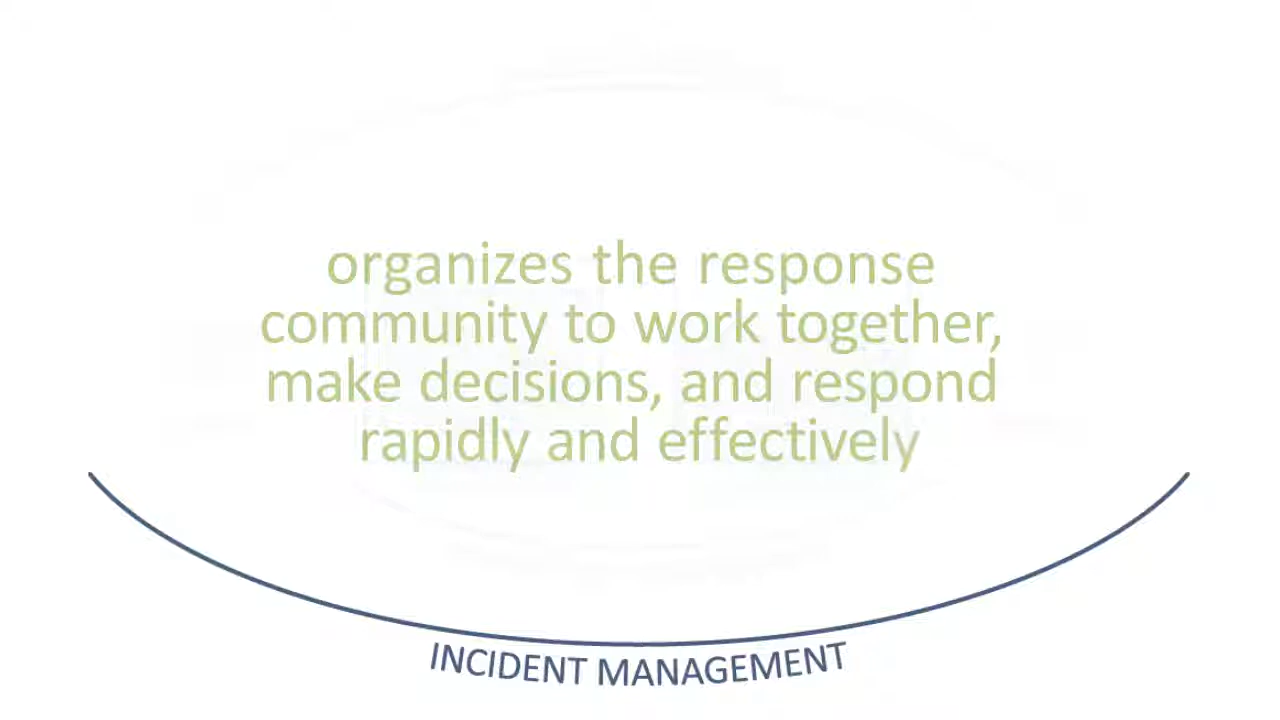 organizes the response
community to work together,
make decisions, and respond
rapidly and effectively
INCIDENT MANAGEMENT